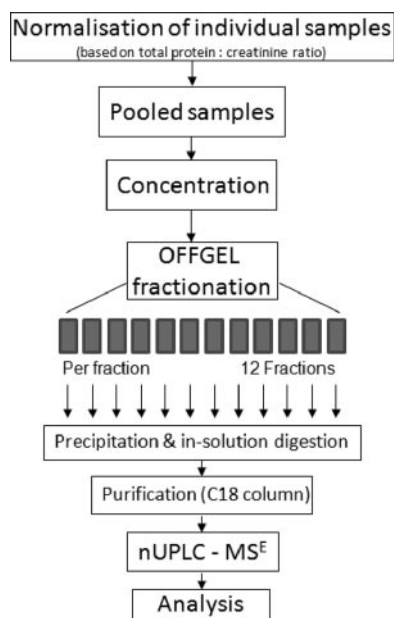 Normalisation of individual samples
(based on total protein : creatinine ratio)
Pooled samples
Concentration
OFFGEL
fractionation
Per fraction 12 Fractions
Precipitation & in-solution digestion
Purification (C18 column)
nUPLC - MSᴱ
Analysis